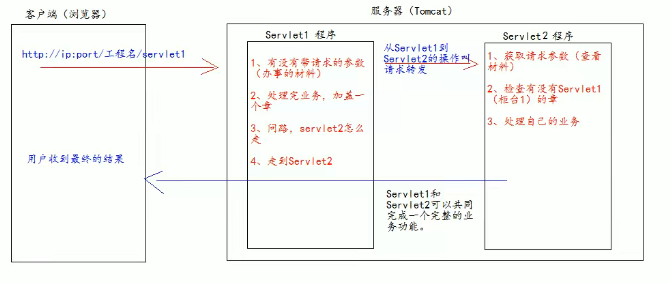 客户端（浏览器）
服务器（Tomcat）
http://ip:port/工程名/servlet1
用户收到最终的结果
Servlet1 程序
1、有没有带请求的参数
（办事的材料）
2、处理完业务，加盖一
个章
3、问路，servlet2怎么
走
4、走到Servlet2
从Servlet1到
Servlet2的操作叫
请求转发
Servlet2 程序
1、获取请求参数（查看
材料）
2、检查有没有Servlet1
（柜台1）的章
3、处理自己的业务
Servlet1和
Servlet2可以共同
完成一个完整的业
务功能。